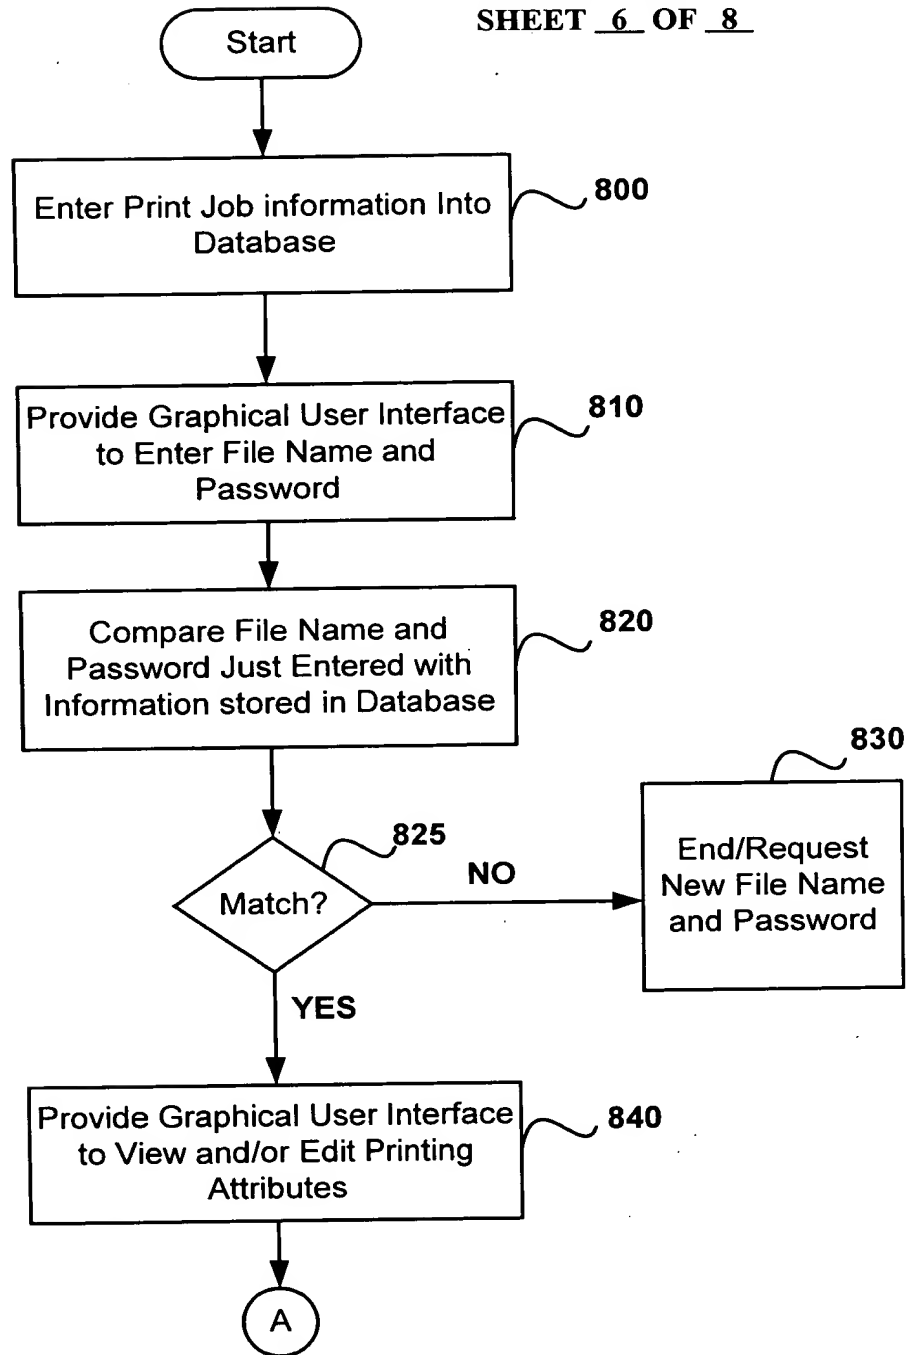 SHEET 6 OF 8
Start
Enter Print Job information Into
Database
800
Provide Graphical User Interface
to Enter File Name and
Password
810
Compare File Name and
Password Just Entered with
Information stored in Database
820
Match?
825
NO
830
End/Request
New File Name
and Password
YES
Provide Graphical User Interface
to View and/or Edit Printing
Attributes
840
A